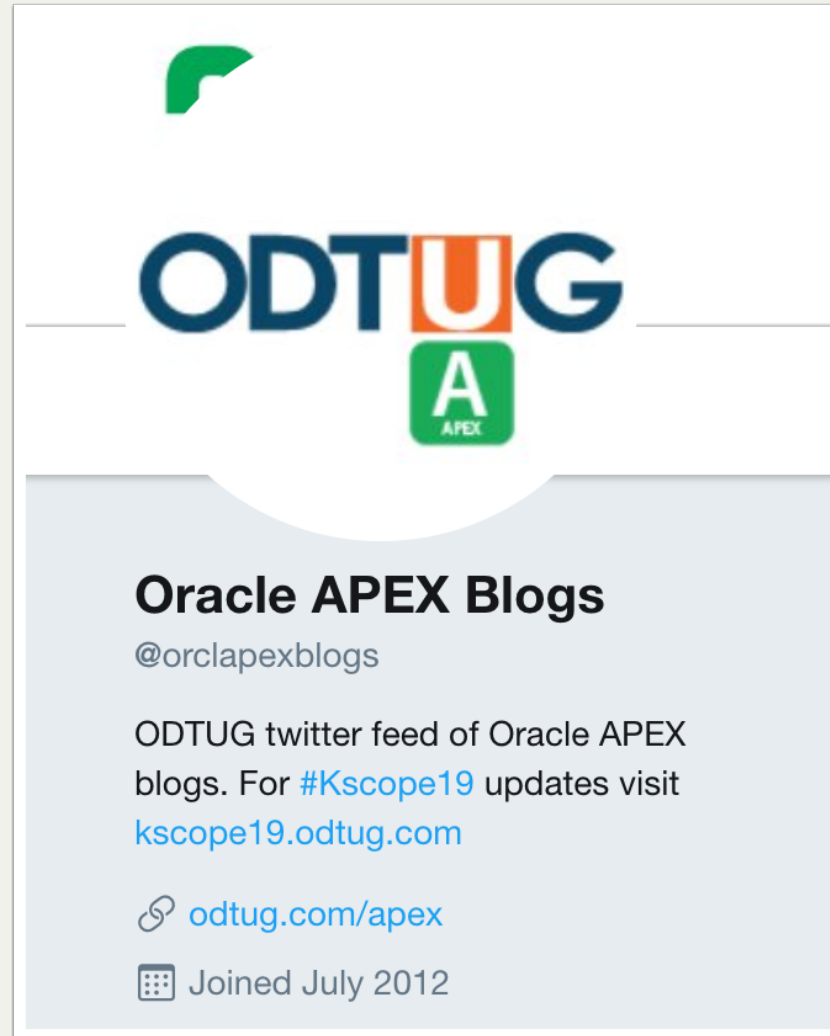 ODTUG
A
APEX
Oracle APEX Blogs
@orclapexblogs
ODTUG twitter feed of Oracle APEX
blogs. For #Kscope19 updates visit
kscope19.odtug.com
odtug.com/apex
Joined July 2012